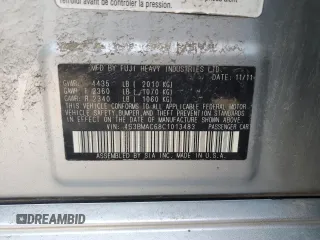 avant de contrôler la pression
MFD BY FUJI HEAVY INDUSTRIES LTD.
DATE: 11/11
GVWR: 4435 LB ( 2010 KG)
GAWR F: 2360 LB ( 1070 KG)
GAWR R: 2340 LB ( 1060 KG)
THIS VEHICLE CONFORMS TO ALL APPLICABLE FEDERAL MOTOR VEHICLE
SAFETY, BUMPER, AND THEFT PREVENTION STANDARDS
IN EFFECT ON THE DATE OF MANUFACTURE SHOWN ABOVE.
VIN: 4S3BMAC68C1013483 PASSENGER CAR
ASSEMBLED BY SIA INC. MADE IN U.S.A.
DREAMBID